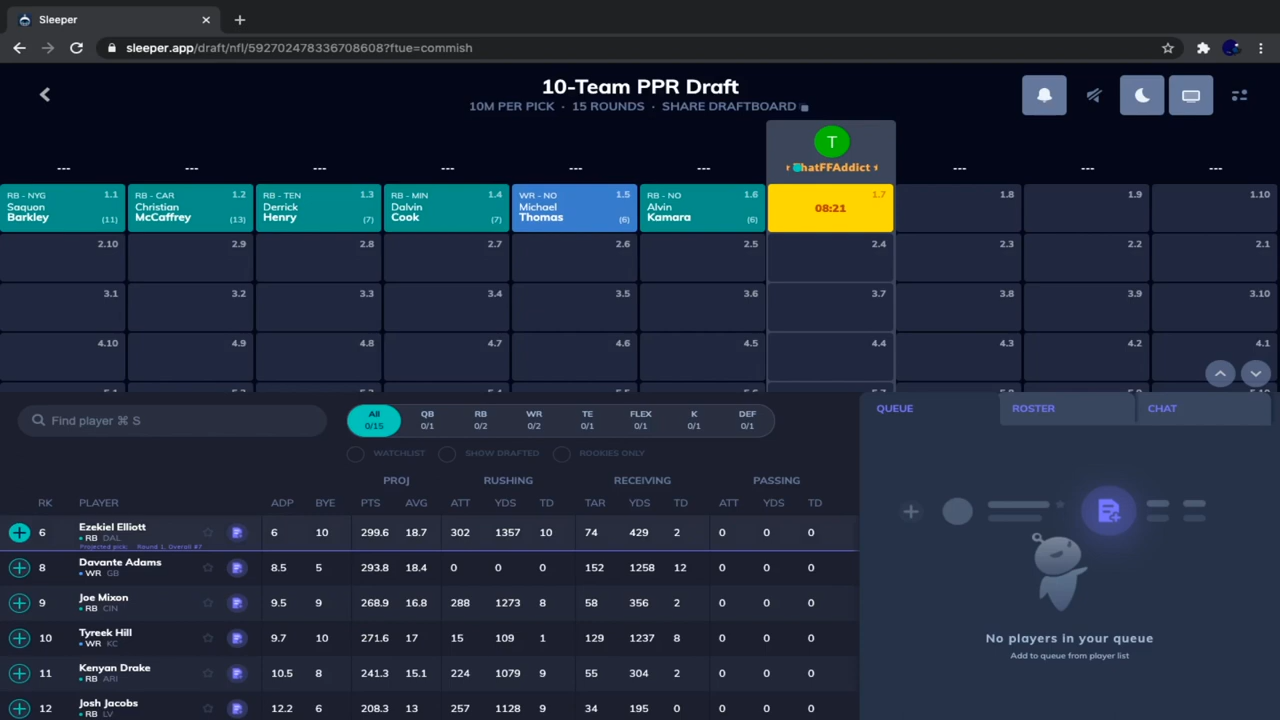 Sleeper
sleeper.app/draft/nfl/592702478336708608?ftue=commish
10-Team PPR Draft
10M PER PICK · 15 ROUNDS · SHARE DRAFTBOARD
T
--- --- --- --- --- --- hatFFAddict --- --- ---
RB - NYG 1.1 RB - CAR 1.2 RB - TEN 1.3 RB - MIN 1.4 WR - NO 1.5 RB - NO 1.6 1.7 1.8 1.9 1.10
Saquon Christian Derrick Dalvin Michael Alvin 08:21
Barkley (11) McCaffrey (13) Henry (7) Cook (7) Thomas (6) Kamara (6)
2.10 2.9 2.8 2.7 2.6 2.5 2.4 2.3 2.2 2.1
3.1 3.2 3.3 3.4 3.5 3.6 3.7 3.8 3.9 3.10
4.10 4.9 4.8 4.7 4.6 4.5 4.4 4.3 4.2 4.1
Find player ⌘ S
All QB RB WR TE FLEX K DEF
0/15 0/1 0/2 0/2 0/1 0/1 0/1 0/1
WATCHLIST SHOW DRAFTED ROOKIES ONLY
PROJ RUSHING RECEIVING PASSING
RK PLAYER ADP BYE PTS AVG ATT YDS TD TAR YDS TD ATT YDS TD
6 Ezekiel Elliott 6 10 299.6 18.7 302 1357 10 74 429 2 0 0 0
RB DAL
Projected pick: Round 1, Overall #7
8 Davante Adams 8.5 5 293.8 18.4 0 0 0 152 1258 12 0 0 0
WR GB
9 Joe Mixon 9.5 9 268.9 16.8 288 1273 8 58 356 2 0 0 0
RB CIN
10 Tyreek Hill 9.7 10 271.6 17 15 109 1 129 1237 8 0 0 0
WR KC
11 Kenyan Drake 10.5 8 241.3 15.1 224 1079 9 55 304 2 0 0 0
RB ARI
12 Josh Jacobs 12.2 6 208.3 13 257 1128 9 34 195 0 0 0 0
RB LV
QUEUE ROSTER CHAT
No players in your queue
Add to queue from player list